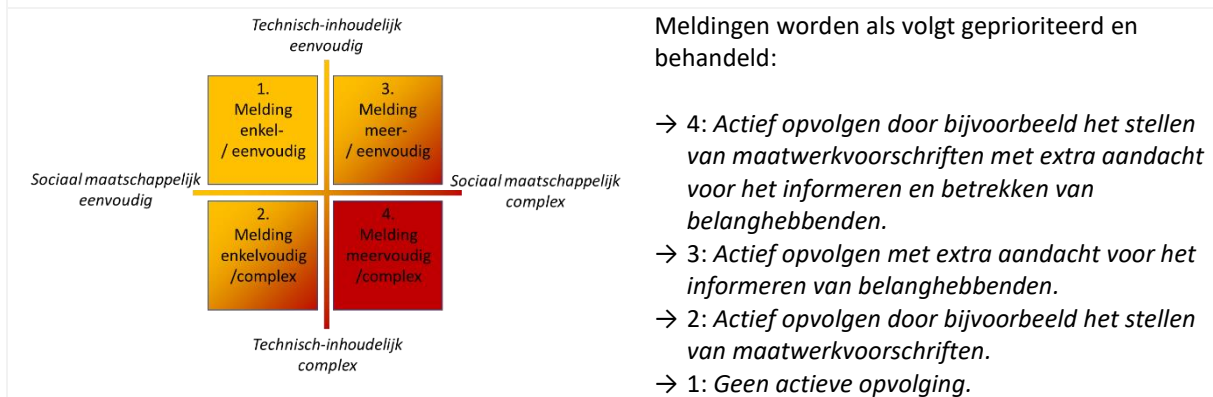 Technisch-inhoudelijk
eenvoudig
1.
Melding
enkel-
/ eenvoudig
3.
Melding
meer-
/ eenvoudig
Sociaal maatschappelijk
eenvoudig
Sociaal maatschappelijk
complex
2.
Melding
enkelvoudig
/complex
4.
Melding
meervoudig
/complex
Technisch-inhoudelijk
complex
Meldingen worden als volgt geprioriteerd en
behandeld:
→ 4: Actief opvolgen door bijvoorbeeld het stellen
van maatwerkvoorschriften met extra aandacht
voor het informeren en betrekken van
belanghebbenden.
→ 3: Actief opvolgen met extra aandacht voor het
informeren van belanghebbenden.
→ 2: Actief opvolgen door bijvoorbeeld het stellen
van maatwerkvoorschriften.
→ 1: Geen actieve opvolging.